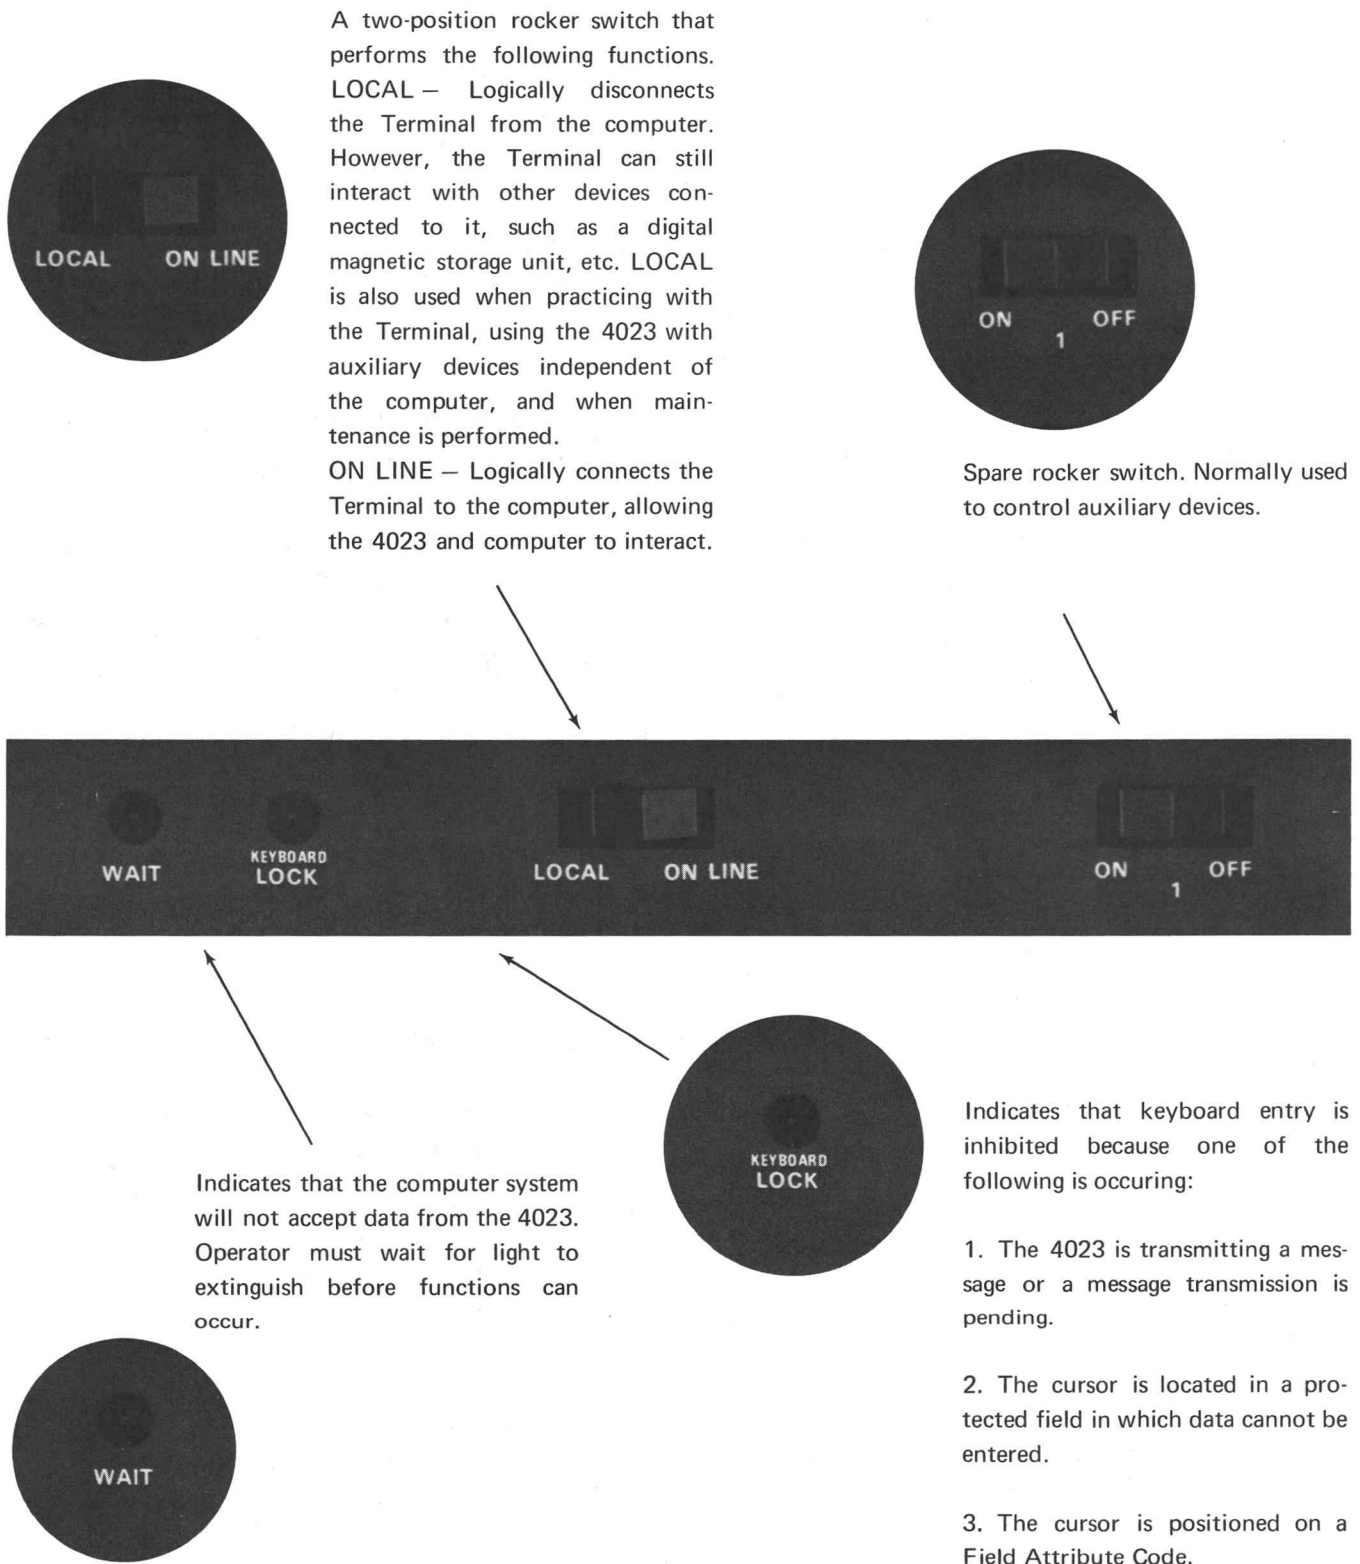 A two-position rocker switch that
performs the following functions.
LOCAL — Logically disconnects
the Terminal from the computer.
However, the Terminal can still
interact with other devices con-
nected to it, such as a digital
magnetic storage unit, etc. LOCAL
is also used when practicing with
the Terminal, using the 4023 with
auxiliary devices independent of
the computer, and when main-
tenance is performed.
ON LINE — Logically connects the
Terminal to the computer, allowing
the 4023 and computer to interact.
LOCAL ON LINE
ON OFF
1
Spare rocker switch. Normally used
to control auxiliary devices.
WAIT
KEYBOARD
LOCK
LOCAL ON LINE
ON OFF
1
Indicates that the computer system
will not accept data from the 4023.
Operator must wait for light to
extinguish before functions can
occur.
WAIT
KEYBOARD
LOCK
Indicates that keyboard entry is
inhibited because one of the
following is occuring:
1. The 4023 is transmitting a mes-
sage or a message transmission is
pending.
2. The cursor is located in a pro-
tected field in which data cannot be
entered.
3. The cursor is positioned on a
Field Attribute Code.